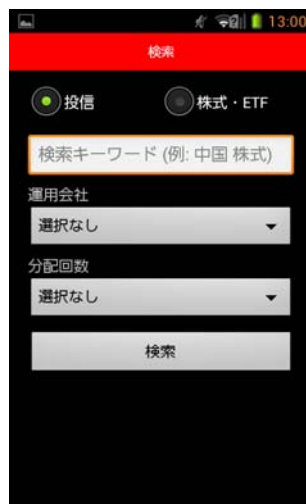 13:00
検索
投信 株式・ETF
検索キーワード (例: 中国 株式)
運用会社
選択なし
分配回数
選択なし
検索